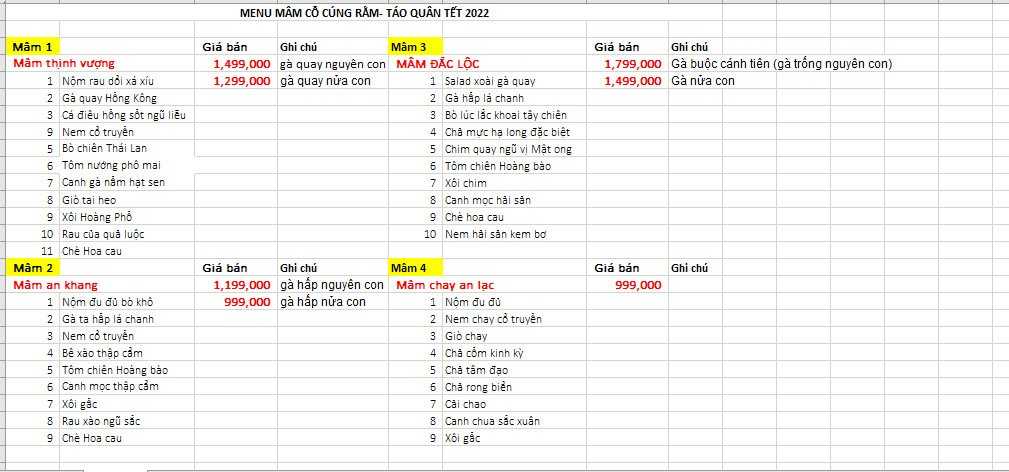 MENU MÂM CỖ CÚNG RẰM- TÁO QUÂN TẾT 2022
Mâm 1 Giá bán Ghi chú
Mâm thịnh vượng 1,499,000 gà quay nguyên con
1 Nộm rau dổi xá xíu 1,299,000 gà quay nửa con
2 Gà quay Hồng Kông
3 Cá diêu hồng sốt ngũ liễu
9 Nem cổ truyền
5 Bò chiên Thái Lan
6 Tôm nướng phô mai
7 Canh gà nấm hạt sen
8 Giò tai heo
9 Xôi Hoàng Phố
10 Rau của quả luộc
11 Chè Hoa cau
Mâm 2 Giá bán Ghi chú
Mâm an khang 1,199,000 gà hấp nguyên con
1 Nộm đu đủ bò khô 999,000 gà hấp nửa con
2 Gà ta hấp lá chanh
3 Nem cổ truyền
4 Bê xào thập cẩm
5 Tôm chiên Hoàng bào
6 Canh mọc thập cẩm
7 Xôi gấc
8 Rau xào ngũ sắc
9 Chè Hoa cau
Mâm 3 Giá bán Ghi chú
MÂM ĐẮC LỘC 1,799,000 Gà buộc cánh tiên (gà trống nguyên con)
1 Salad xoài gà quay 1,499,000 Gà nửa con
2 Gà hấp lá chanh
3 Bò lúc lắc khoai tây chiên
4 Chả mực hạ long đặc biệt
5 Chim quay ngũ vị Mật ong
6 Tôm chiên Hoàng bào
7 Xôi chim
8 Canh mọc hải sản
9 Chè hoa cau
10 Nem hải sản kem bơ
Mâm 4 Giá bán Ghi chú
Mâm chay an lạc 999,000
1 Nộm đu đủ
2 Nem chay cổ truyền
3 Giò chay
4 Chả cốm kinh kỳ
5 Chả tâm đạo
6 Chả rong biển
7 Cải chao
8 Canh chua sắc xuân
9 Xôi gấc